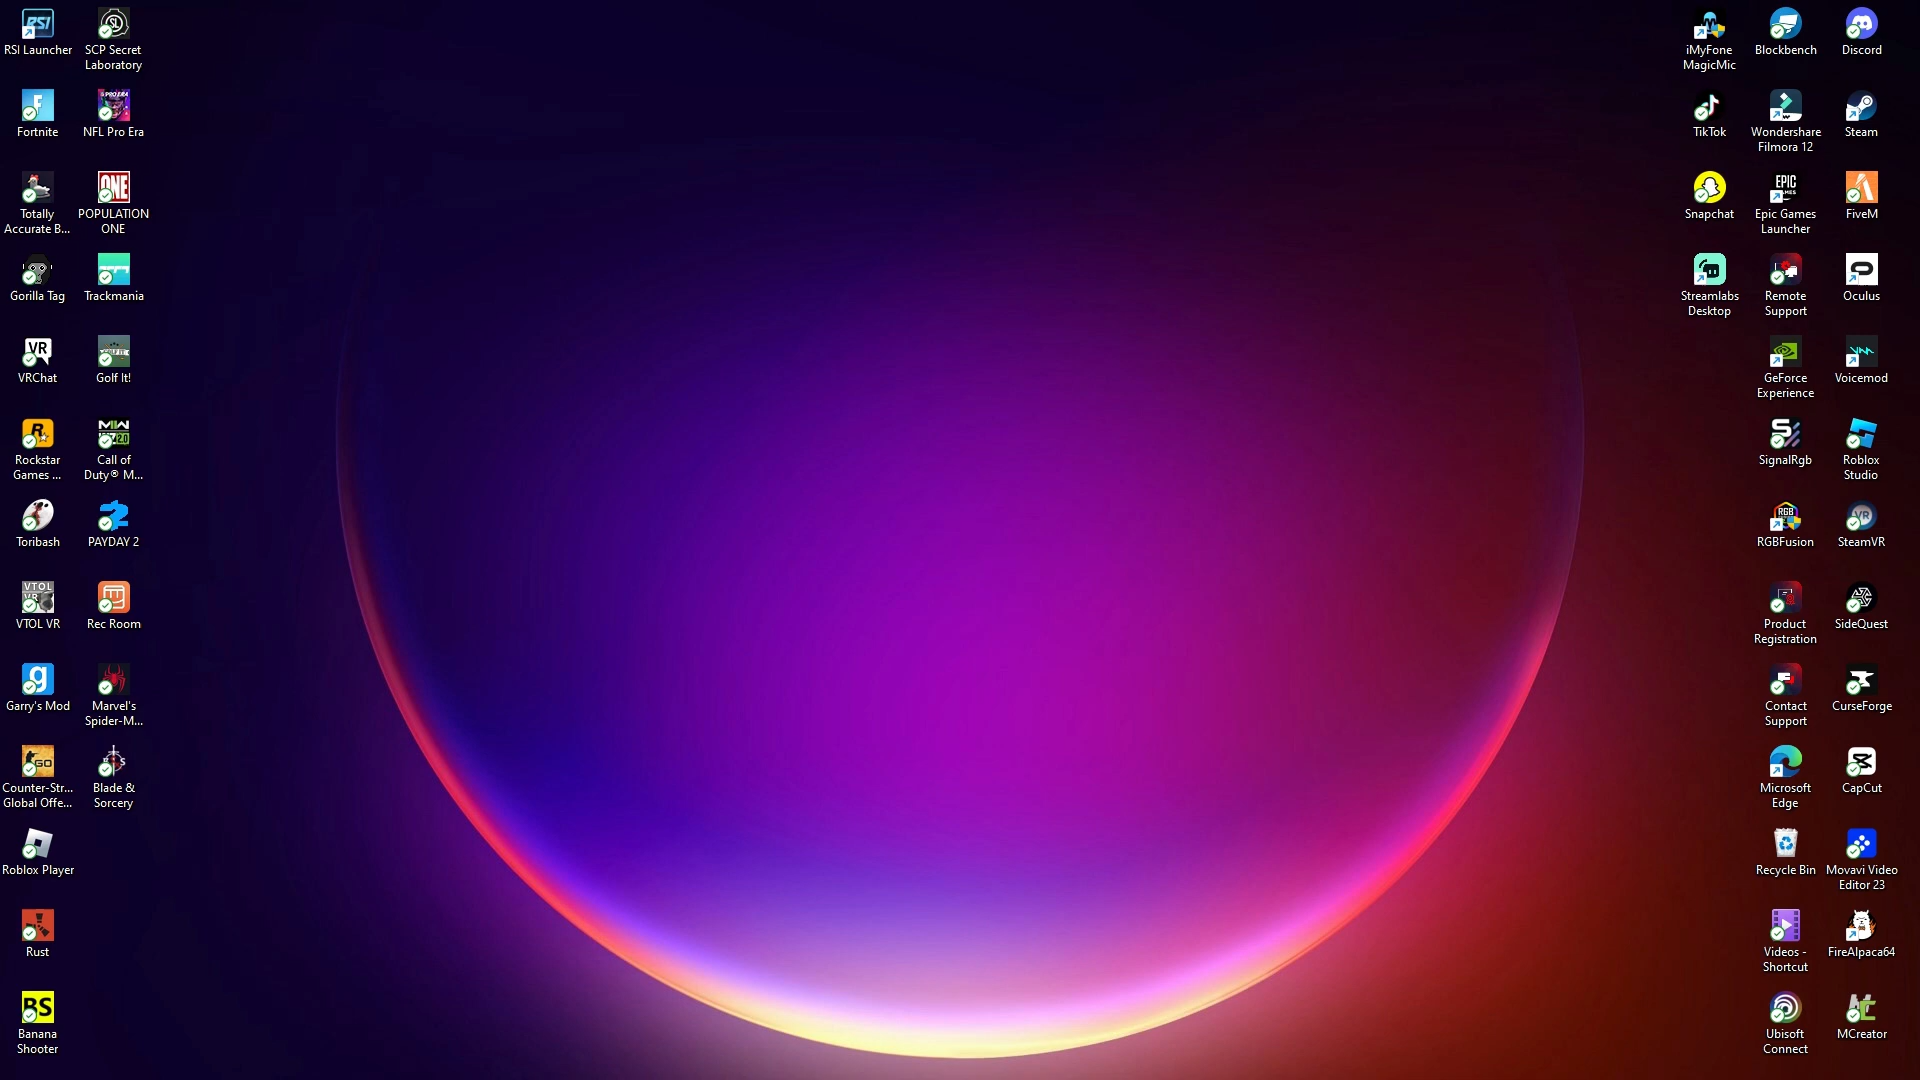 RSI Launcher
SCP Secret
Laboratory
Fortnite
NFL Pro Era
Totally
Accurate B...
POPULATION
ONE
Gorilla Tag
Trackmania
VRChat
Golf It!
Rockstar
Games ...
Call of
Duty® M...
Toribash
PAYDAY 2
VTOL VR
Rec Room
Garry's Mod
Marvel's
Spider-M...
Counter-Str...
Global Offe...
Blade &
Sorcery
Roblox Player
Rust
Banana
Shooter
iMyFone
MagicMic
Blockbench
Discord
TikTok
Wondershare
Filmora 12
Steam
Snapchat
Epic Games
Launcher
FiveM
Streamlabs
Desktop
Remote
Support
Oculus
GeForce
Experience
Voicemod
SignalRgb
Roblox
Studio
RGBFusion
SteamVR
Product
Registration
SideQuest
Contact
Support
CurseForge
Microsoft
Edge
CapCut
Recycle Bin
Movavi Video
Editor 23
Videos -
Shortcut
FireAlpaca64
Ubisoft
Connect
MCreator